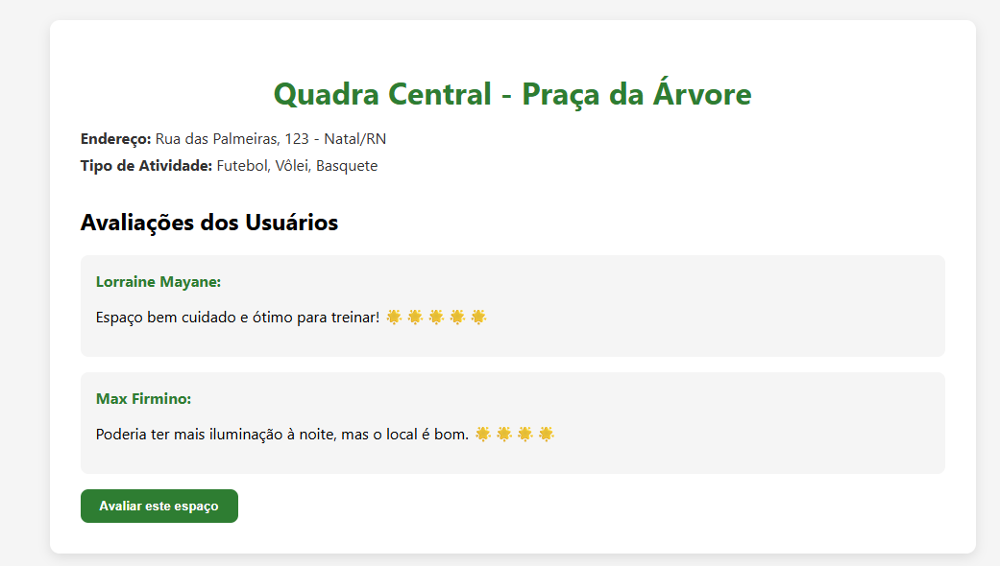 Quadra Central - Praça da Árvore
Endereço: Rua das Palmeiras, 123 - Natal/RN
Tipo de Atividade: Futebol, Vôlei, Basquete
Avaliações dos Usuários
Lorraine Mayane:
Espaço bem cuidado e ótimo para treinar! 🌟 🌟 🌟 🌟 🌟
Max Firmino:
Poderia ter mais iluminação à noite, mas o local é bom. 🌟 🌟 🌟 🌟
Avaliar este espaço